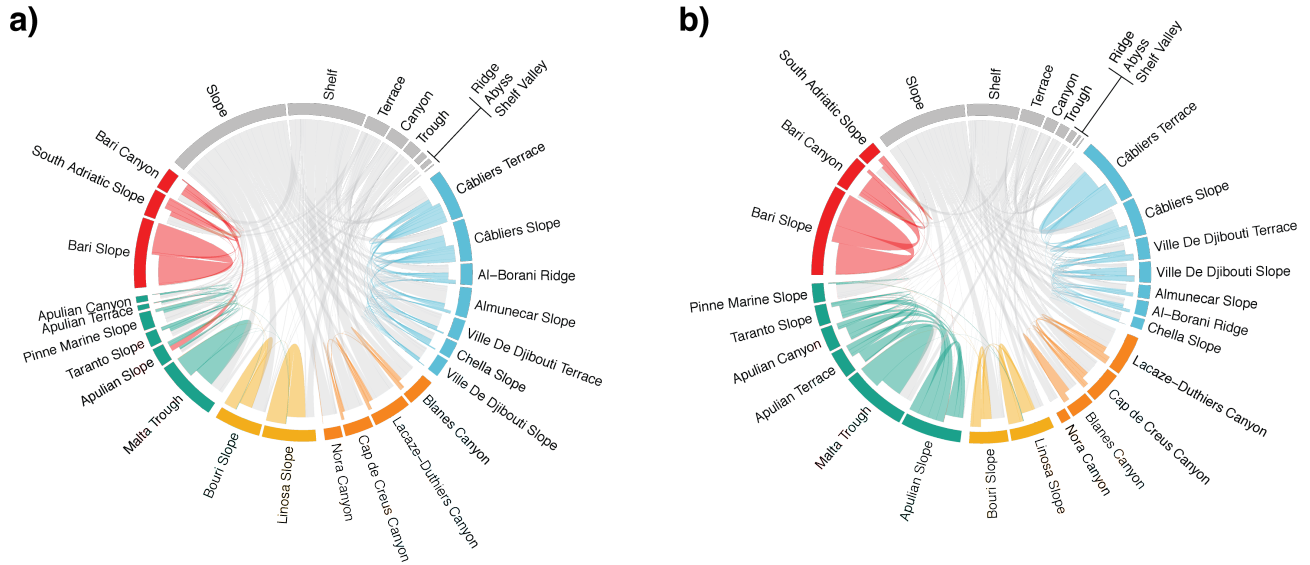 a)
Slope
Shelf
Terrace
Canyon
Trough
Ridge
Abyss
Shelf Valley
Câbliers Terrace
Câbliers Slope
Al–Borani Ridge
Almunecar Slope
Ville De Djibouti Terrace
Chella Slope
Ville De Djibouti Slope
Blanes Canyon
Lacaze–Duthiers Canyon
Cap de Creus Canyon
Nora Canyon
Linosa Slope
Bouri Slope
Malta Trough
Apulian Slope
Taranto Slope
Pinne Marine Slope
Apulian Terrace
Apulian Canyon
Bari Slope
South Adriatic Slope
Bari Canyon
b)
Slope
Shelf
Terrace
Canyon
Trough
Ridge
Abyss
Shelf Valley
Câbliers Terrace
Câbliers Slope
Ville De Djibouti Terrace
Ville De Djibouti Slope
Almunecar Slope
Al–Borani Ridge
Chella Slope
Lacaze–Duthiers Canyon
Cap de Creus Canyon
Blanes Canyon
Nora Canyon
Linosa Slope
Bouri Slope
Apulian Slope
Malta Trough
Apulian Terrace
Apulian Canyon
Taranto Slope
Pinne Marine Slope
Bari Slope
Bari Canyon
South Adriatic Slope